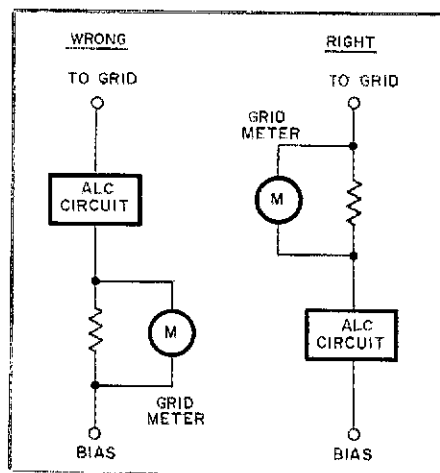 WRONG
TO GRID
ALC
CIRCUIT
M
GRID
METER
BIAS
RIGHT
TO GRID
GRID
METER
M
ALC
CIRCUIT
BIAS